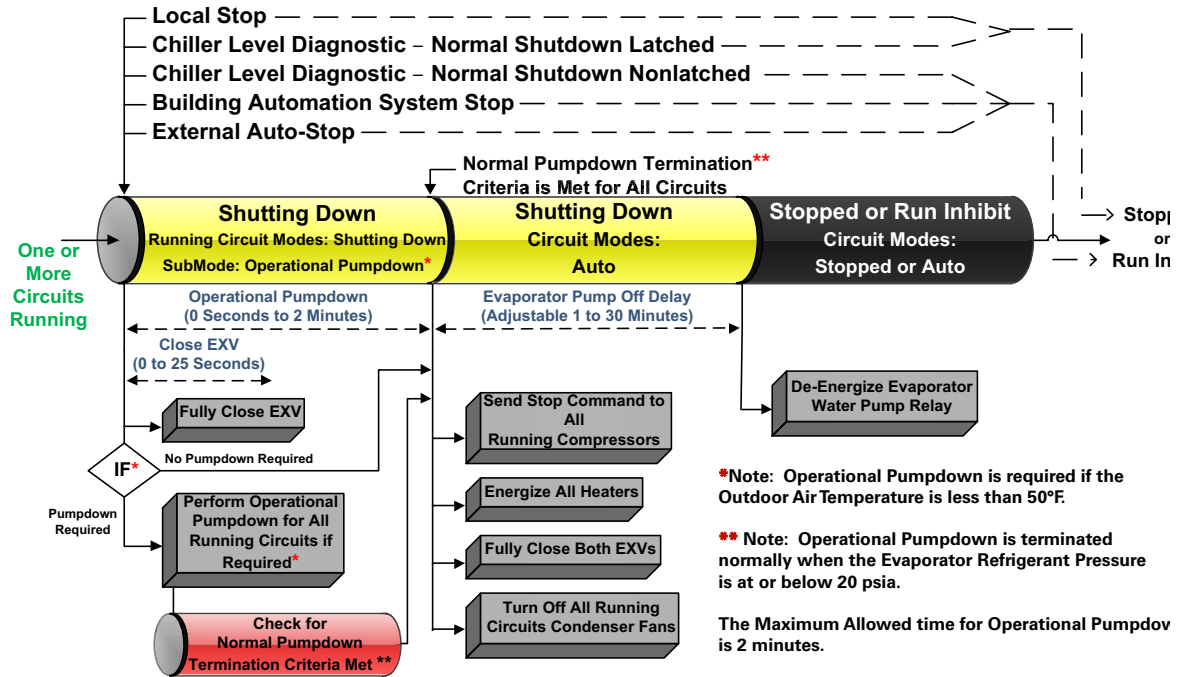 Local Stop
Chiller Level Diagnostic – Normal Shutdown Latched
Chiller Level Diagnostic – Normal Shutdown Nonlatched
Building Automation System Stop
External Auto-Stop
Normal Pumpdown Termination**
Criteria is Met for All Circuits
One or
More
Circuits
Running
Shutting Down
Running Circuit Modes: Shutting Down
SubMode: Operational Pumpdown*
Shutting Down
Circuit Modes:
Auto
Stopped or Run Inhibit
Circuit Modes:
Stopped or Auto
Stopp
or
Run In
Operational Pumpdown
(0 Seconds to 2 Minutes)
Evaporator Pump Off Delay
(Adjustable 1 to 30 Minutes)
Close EXV
(0 to 25 Seconds)
Fully Close EXV
IF*
No Pumpdown Required
Pumpdown
Required
Perform Operational
Pumpdown for All
Running Circuits if
Required*
Check for
Normal Pumpdown
Termination Criteria Met **
Send Stop Command to
All
Running Compressors
Energize All Heaters
Fully Close Both EXVs
Turn Off All Running
Circuits Condenser Fans
De-Energize Evaporator
Water Pump Relay
*Note: Operational Pumpdown is required if the
Outdoor Air Temperature is less than 50ºF.
** Note: Operational Pumpdown is terminated
normally when the Evaporator Refrigerant Pressure
is at or below 20 psia.
The Maximum Allowed time for Operational Pumpdow
is 2 minutes.